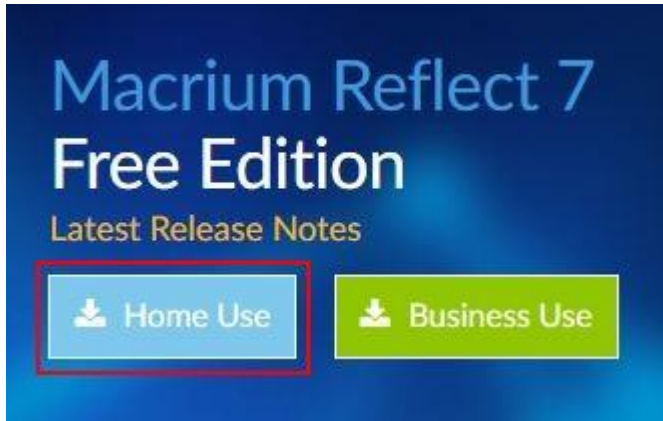 Macrium Reflect 7
Free Edition
Latest Release Notes
Home Use
Business Use